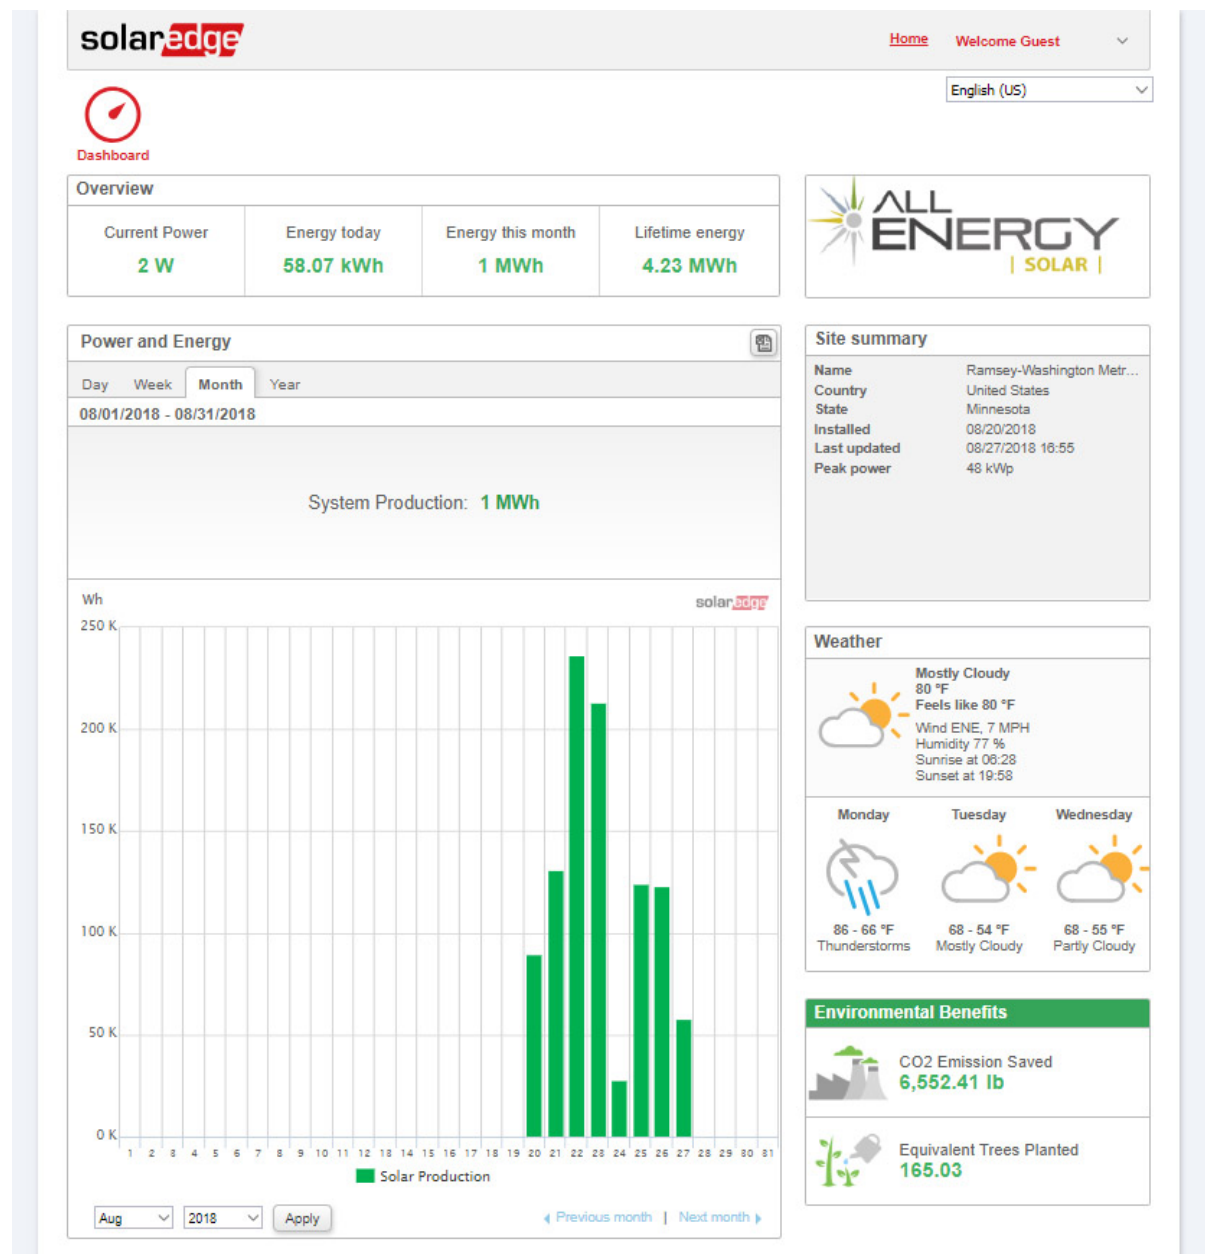 solaredge
Home Welcome Guest
English (US)
Dashboard
Overview
Current Power Energy today Energy this month Lifetime energy
2 W 58.07 kWh 1 MWh 4.23 MWh
ALL
ENERGY
| SOLAR |
Power and Energy
Day Week Month Year
08/01/2018 - 08/31/2018
System Production: 1 MWh
Wh
solaredge
250 K
200 K
150 K
100 K
50 K
0 K
1 2 3 4 5 6 7 8 9 10 11 12 13 14 15 16 17 18 19 20 21 22 23 24 25 26 27 28 29 30 31
Solar Production
Aug 2018 Apply Previous month | Next month
Site summary
Name Ramsey-Washington Metr...
Country United States
State Minnesota
Installed 08/20/2018
Last updated 08/27/2018 16:55
Peak power 48 kWp
Weather
Mostly Cloudy
80 °F
Feels like 80 °F
Wind ENE, 7 MPH
Humidity 77 %
Sunrise at 06:28
Sunset at 19:58
Monday Tuesday Wednesday
86 - 66 °F 68 - 54 °F 68 - 55 °F
Thunderstorms Mostly Cloudy Partly Cloudy
Environmental Benefits
CO2 Emission Saved
6,552.41 lb
Equivalent Trees Planted
165.03